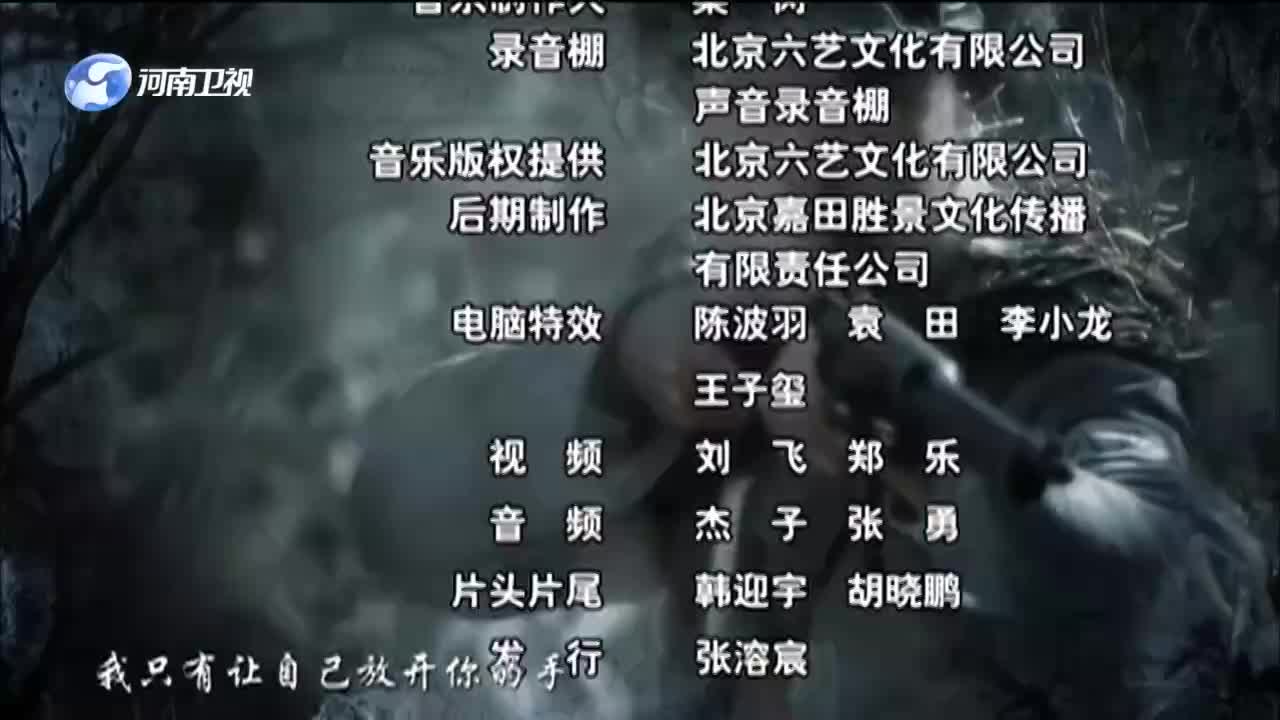 录音棚 北京六艺文化有限公司
河南卫视
声音录音棚
音乐版权提供 北京六艺文化有限公司
后期制作 北京嘉田胜景文化传播
有限责任公司
电脑特效 陈波羽 袁 田 李小龙
王子玺
视 频 刘 飞 郑 乐
音 频 杰 子 张 勇
片头片尾 韩迎宇 胡晓鹏
发 行 张溶宸
我只有让自己放开你的手